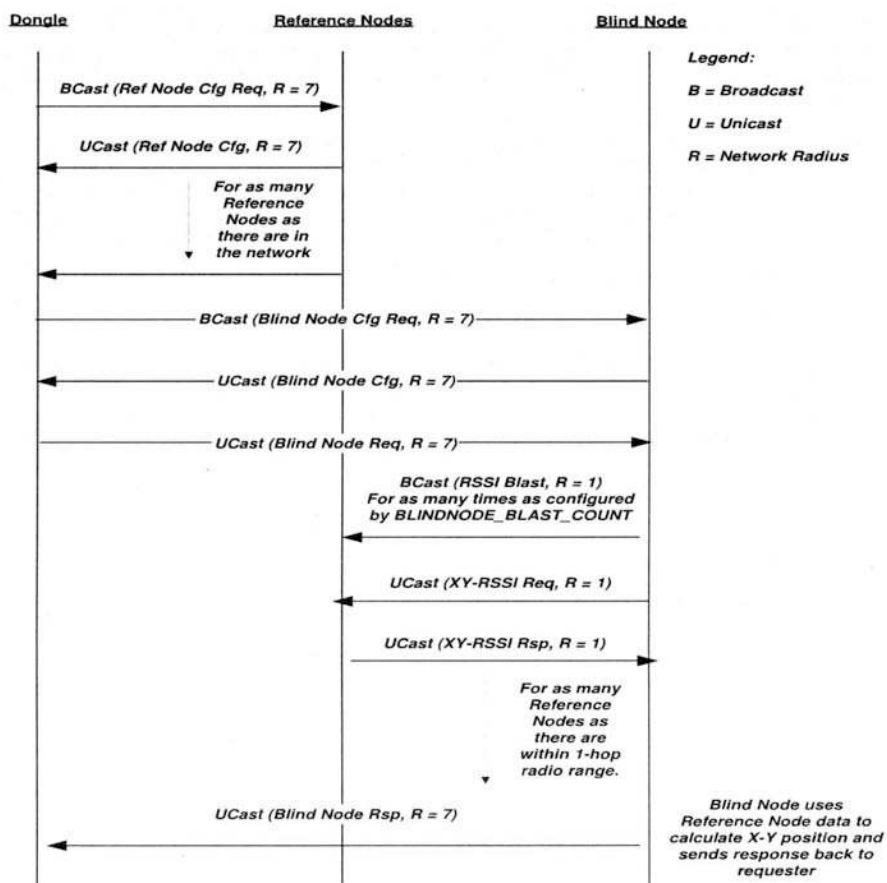 Dongle
Reference Nodes
Blind Node
Legend:
B = Broadcast
U = Unicast
R = Network Radius
BCast (Ref Node Cfg Req, R = 7)
UCast (Ref Node Cfg, R = 7)
For as many
Reference
Nodes as
there are in
the network
BCast (Blind Node Cfg Req, R = 7)
UCast (Blind Node Cfg, R = 7)
UCast (Blind Node Req, R = 7)
BCast (RSSI Blast, R = 1)
For as many times as configured
by BLINDNODE_BLAST_COUNT
UCast (XY-RSSI Req, R = 1)
UCast (XY-RSSI Rsp, R = 1)
For as many
Reference
Nodes as
there are
within 1-hop
radio range.
UCast (Blind Node Rsp, R = 7)
Blind Node uses
Reference Node data to
calculate X-Y position and
sends response back to
requester